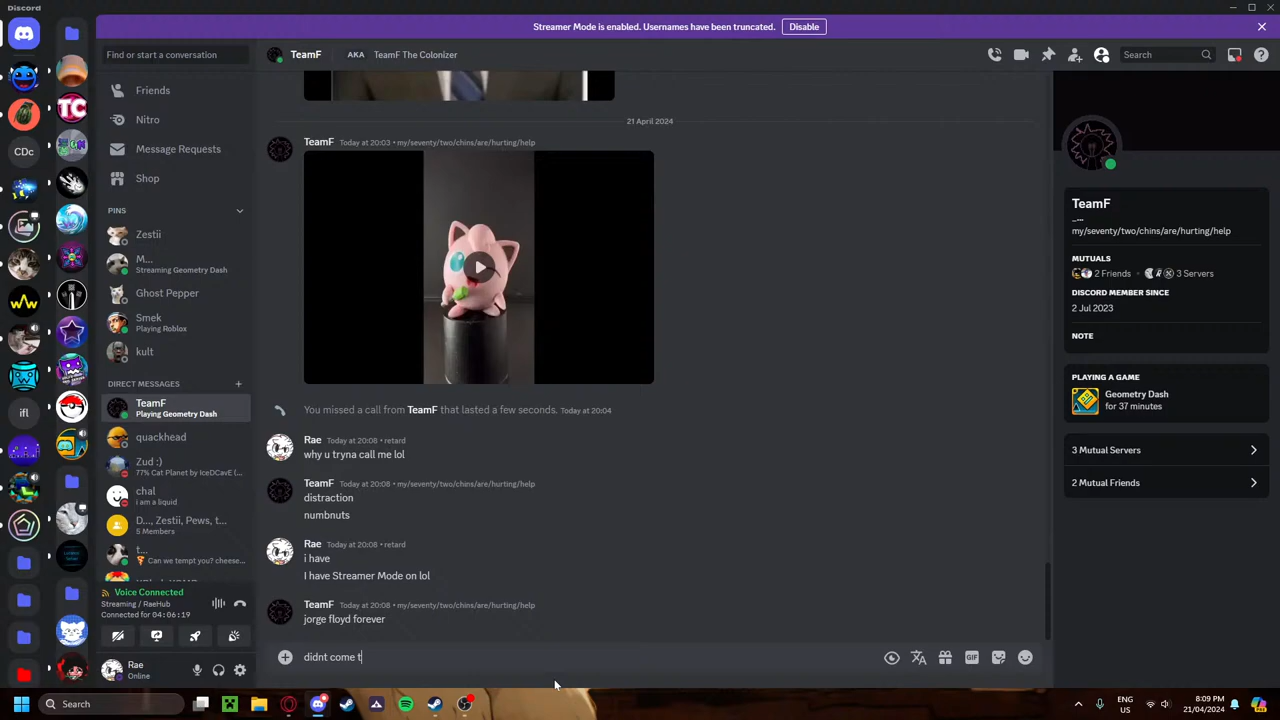 Discord
Streamer Mode is enabled. Usernames have been truncated. Disable
Find or start a conversation
TeamF AKA TeamF The Colonizer
Search
Friends
Nitro
Message Requests
Shop
PINS
Zestii
M...
Streaming Geometry Dash
Ghost Pepper
Smek
Playing Roblox
kult
DIRECT MESSAGES
TeamF
Playing Geometry Dash
quackhead
Zud :)
77% Cat Planet by IceDCavE (...
chal
i am a liquid
D..., Zestii, Pews, t...
5 Members
t...
Can we tempt you? cheese...
Voice Connected
Streaming / RaeHub
Connected for 04:06:19
Rae
Online
CDc
ifl
TC
21 April 2024
TeamF Today at 20:03 • my/seventy/two/chins/are/hurting/help
You missed a call from TeamF that lasted a few seconds. Today at 20:04
Rae Today at 20:08 • retard
why u tryna call me lol
TeamF Today at 20:08 • my/seventy/two/chins/are/hurting/help
distraction
numbnuts
Rae Today at 20:08 • retard
i have
I have Streamer Mode on lol
TeamF Today at 20:08 • my/seventy/two/chins/are/hurting/help
jorge floyd forever
didnt come t
GIF
TeamF
_...
my/seventy/two/chins/are/hurting/help
MUTUALS
2 Friends • 3 Servers
DISCORD MEMBER SINCE
2 Jul 2023
NOTE
PLAYING A GAME
Geometry Dash
for 37 minutes
3 Mutual Servers
2 Mutual Friends
Search
ENG
US
8:09 PM
21/04/2024